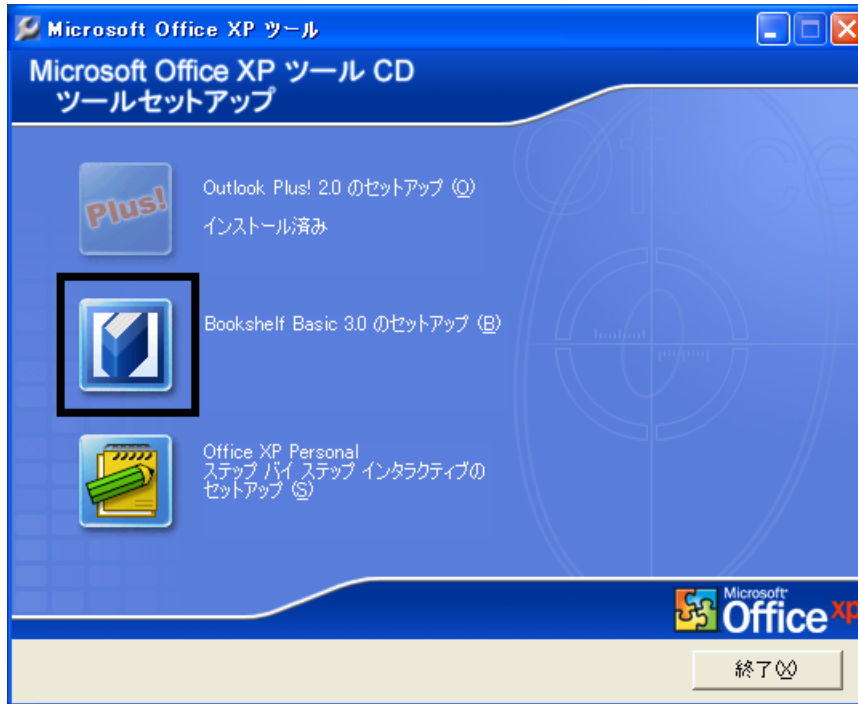 Microsoft Office XP ツール
Microsoft Office XP ツール CD
ツールセットアップ
Office
Plus!
Outlook Plus! 2.0 のセットアップ (O)
インストール済み
Bookshelf Basic 3.0 のセットアップ (B)
Office XP Personal
ステップ バイ ステップ インタラクティブの
セットアップ (S)
Microsoft
Office xp
終了(X)